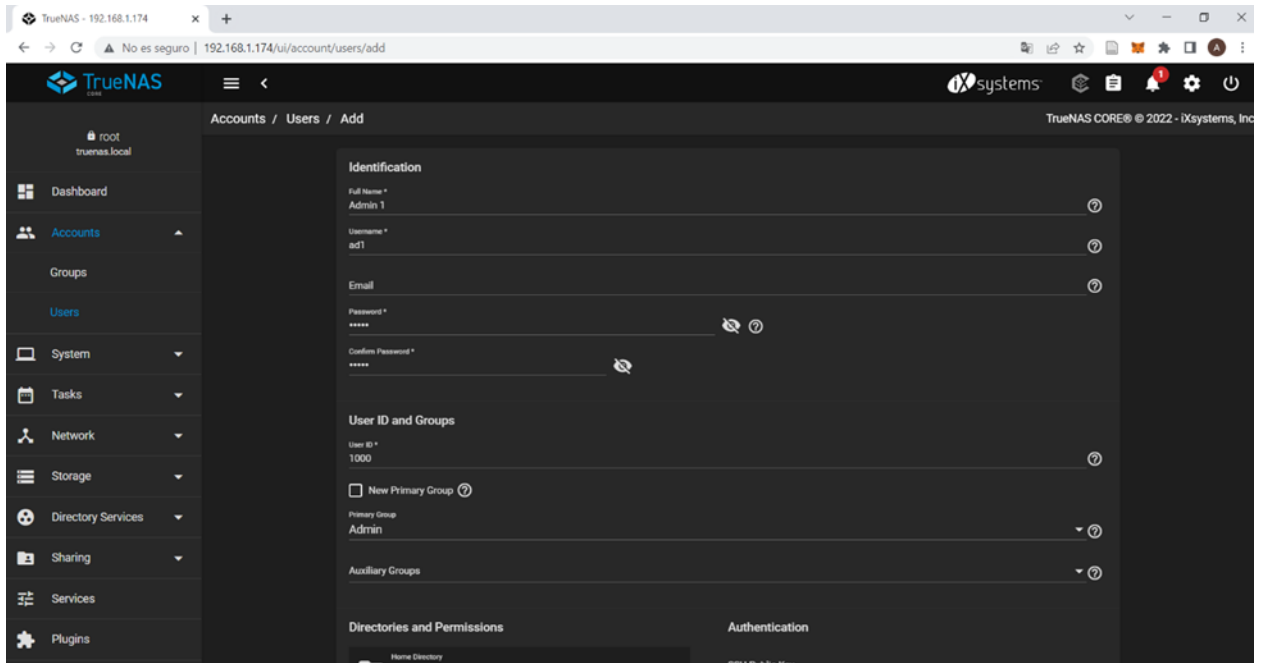 TrueNAS - 192.168.1.174
No es seguro | 192.168.1.174/ui/account/users/add
A
TrueNAS
CORE
iXsystems
1
root
truenas.local
Accounts / Users / Add
TrueNAS CORE® © 2022 - iXsystems, Inc
Dashboard
Accounts
Groups
Users
System
Tasks
Network
Storage
Directory Services
Sharing
Services
Plugins
Identification
Full Name *
Admin 1
Username *
ad1
Email
Password *
•••••
Confirm Password *
•••••
User ID and Groups
User ID *
1000
New Primary Group
Primary Group
Admin
Auxiliary Groups
Directories and Permissions
Authentication
Home Directory